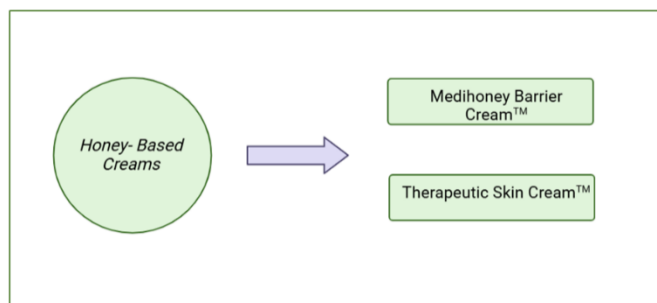 Honey- Based
Creams
Medihoney Barrier
Cream™
Therapeutic Skin Cream™